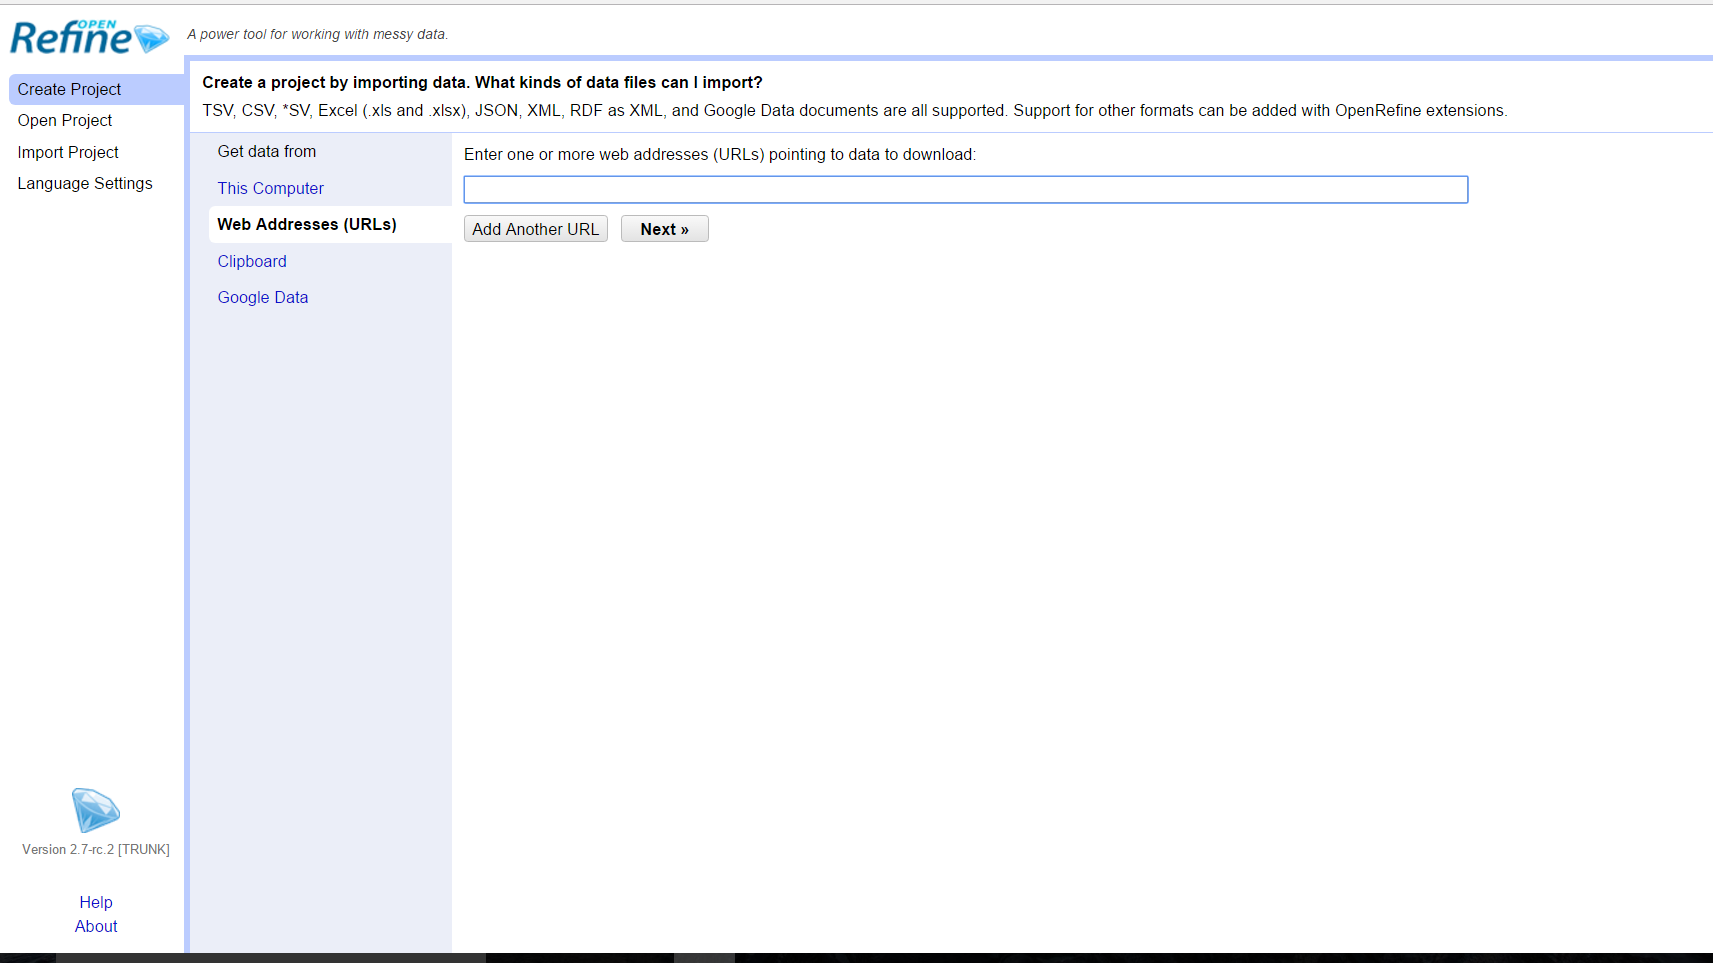 OPEN
Refine
A power tool for working with messy data.
Create Project
Open Project
Import Project
Language Settings
Create a project by importing data. What kinds of data files can I import?
TSV, CSV, *SV, Excel (.xls and .xlsx), JSON, XML, RDF as XML, and Google Data documents are all supported. Support for other formats can be added with OpenRefine extensions.
Get data from
This Computer
Web Addresses (URLs)
Clipboard
Google Data
Enter one or more web addresses (URLs) pointing to data to download:
Add Another URL
Next »
Version 2.7-rc.2 [TRUNK]
Help
About